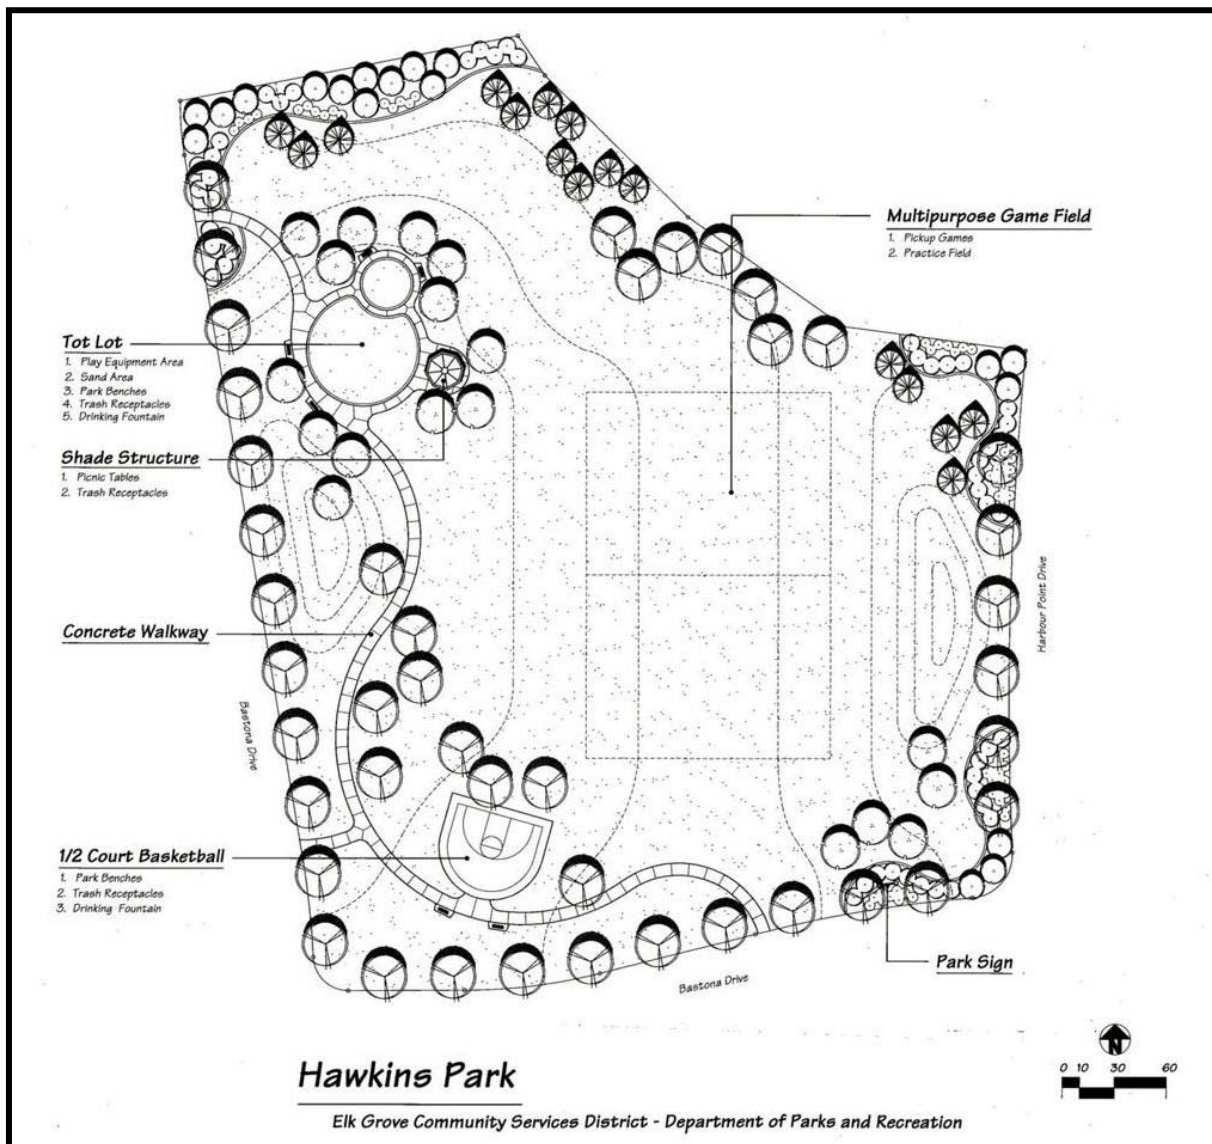 Multipurpose Game Field
1. Pickup Games
2. Practice Field
Tot Lot
1. Play Equipment Area
2. Sand Area
3. Park Benches
4. Trash Receptacles
5. Drinking Fountain
Shade Structure
1. Picnic Tables
2. Trash Receptacles
Concrete Walkway
Harbour Point Drive
Bastona Drive
1/2 Court Basketball
1. Park Benches
2. Trash Receptacles
3. Drinking Fountain
Park Sign
Bastona Drive
N
0 10 30 60
Hawkins Park
Elk Grove Community Services District - Department of Parks and Recreation